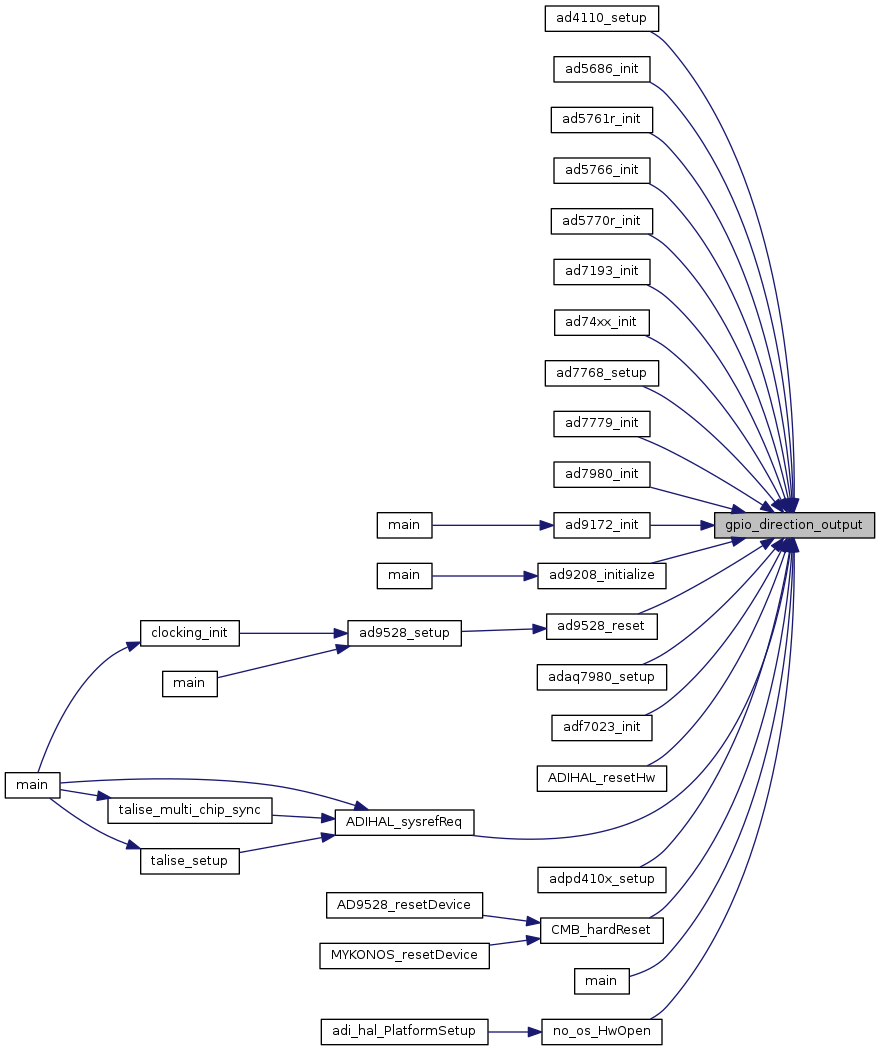 ad4110_setup
ad5686_init
ad5761r_init
ad5766_init
ad5770r_init
ad7193_init
ad74xx_init
ad7768_setup
ad7779_init
ad7980_init
main
ad9172_init
gpio_direction_output
main
ad9208_initialize
clocking_init
ad9528_setup
ad9528_reset
main
adaq7980_setup
adf7023_init
main
ADIHAL_resetHw
talise_multi_chip_sync
ADIHAL_sysrefReq
talise_setup
adpd410x_setup
AD9528_resetDevice
CMB_hardReset
MYKONOS_resetDevice
main
adi_hal_PlatformSetup
no_os_HwOpen